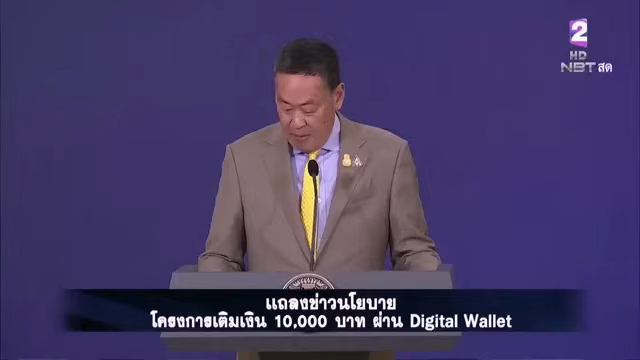 2
HD
NBT สด
แถลงข่าวนโยบาย
โครงการเติมเงิน 10,000 บาท ผ่าน Digital Wallet